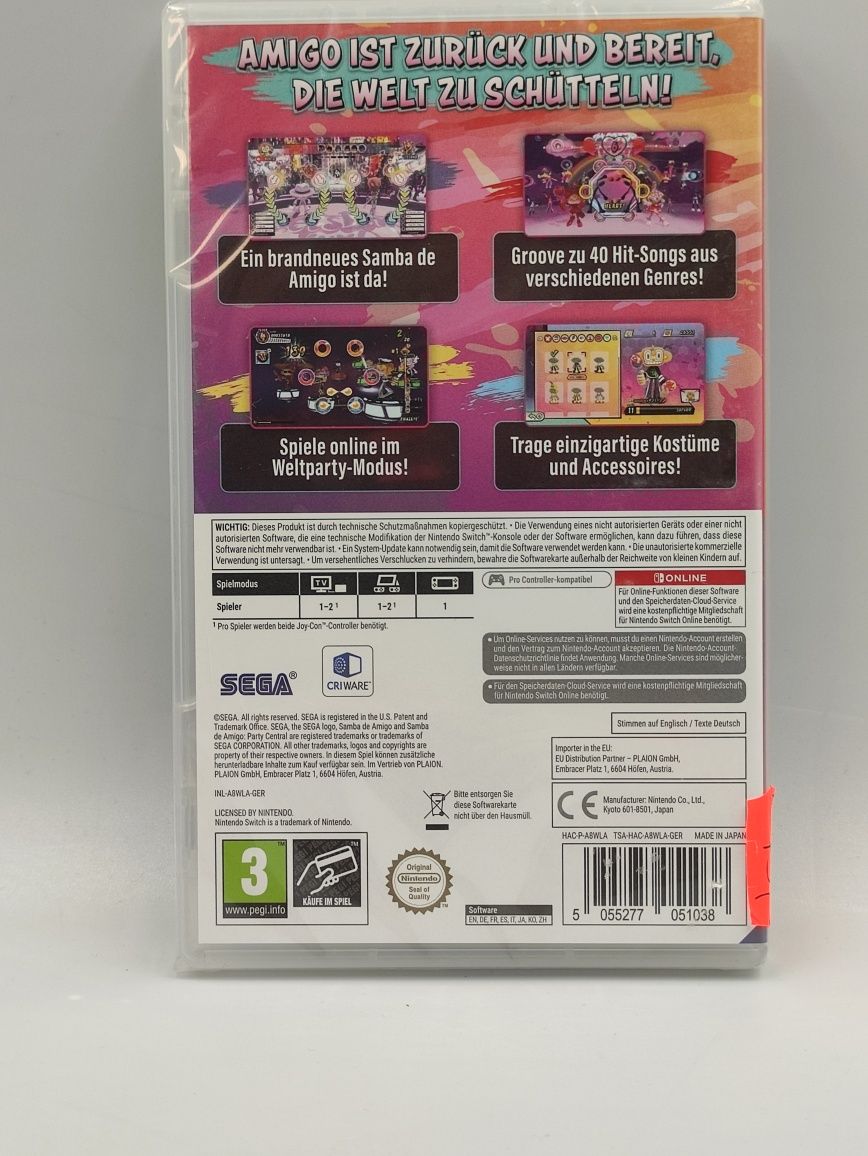 AMIGO IST ZURÜCK UND BEREIT,
DIE WELT ZU SCHÜTTELN!
Ein brandneues Samba de
Amigo ist da!
Groove zu 40 Hit-Songs aus
verschiedenen Genres!
Spiele online im
Weltparty-Modus!
Trage einzigartige Kostüme
und Accessoires!
WICHTIG: Dieses Produkt ist durch technische Schutzmaßnahmen kopiergeschützt. • Die Verwendung eines nicht autorisierten Geräts oder einer nicht
autorisierten Software, die eine technische Modifikation der Nintendo Switch™-Konsole oder der Software ermöglichen, kann dazu führen, dass diese
Software nicht mehr verwendbar ist. • Ein System-Update kann notwendig sein, damit die Software verwendet werden kann. • Die unautorisierte kommerzielle
Verwendung ist untersagt. • Um versehentliches Verschlucken zu verhindern, bewahre die Softwarekarte außerhalb der Reichweite von kleinen Kindern auf.
Spielmodus TV
Spieler 1–2 ¹ 1–2 ¹ 1
¹ Pro Spieler werden beide Joy-Con™-Controller benötigt.
Pro Controller-kompatibel
ONLINE
Für Online-Funktionen dieser Software
und den Speicherdaten-Cloud-Service
wird eine kostenpflichtige Mitgliedschaft
für Nintendo Switch Online benötigt.
• Um Online-Services nutzen zu können, musst du einen Nintendo-Account erstellen
und den Vertrag zum Nintendo-Account akzeptieren. Die Nintendo-Account-
Datenschutzrichtlinie findet Anwendung. Manche Online-Services sind möglicher-
weise nicht in allen Ländern verfügbar.
• Für den Speicherdaten-Cloud-Service wird eine kostenpflichtige Mitgliedschaft
für Nintendo Switch Online benötigt.
SEGA®
CRIWARE™
©SEGA. All rights reserved. SEGA is registered in the U.S. Patent and
Trademark Office. SEGA, the SEGA logo, Samba de Amigo and Samba
de Amigo: Party Central are registered trademarks or trademarks of
SEGA CORPORATION. All other trademarks, logos and copyrights are
property of their respective owners. In diesem Spiel können zusätzliche
herunterladbare Inhalte zum Kauf verfügbar sein. Im Vertrieb von PLAION.
PLAION GmbH, Embracer Platz 1, 6604 Höfen, Austria.
INL-A8WLA-GER
LICENSED BY NINTENDO.
Nintendo Switch is a trademark of Nintendo.
Stimmen auf Englisch / Texte Deutsch
Importer in the EU:
EU Distribution Partner – PLAION GmbH,
Embracer Platz 1, 6604 Höfen, Austria.
Bitte entsorgen Sie
diese Softwarekarte
nicht über den Hausmüll.
CE
Manufacturer: Nintendo Co., Ltd.,
Kyoto 601-8501, Japan
HAC-P-A8WLA TSA-HAC-A8WLA-GER MADE IN JAPAN
3 ™
www.pegi.info
KÄUFE IM SPIEL
Original
Nintendo
Seal of
Quality
™
Software
EN, DE, FR, ES, IT, JA, KO, ZH
5 055277 051038